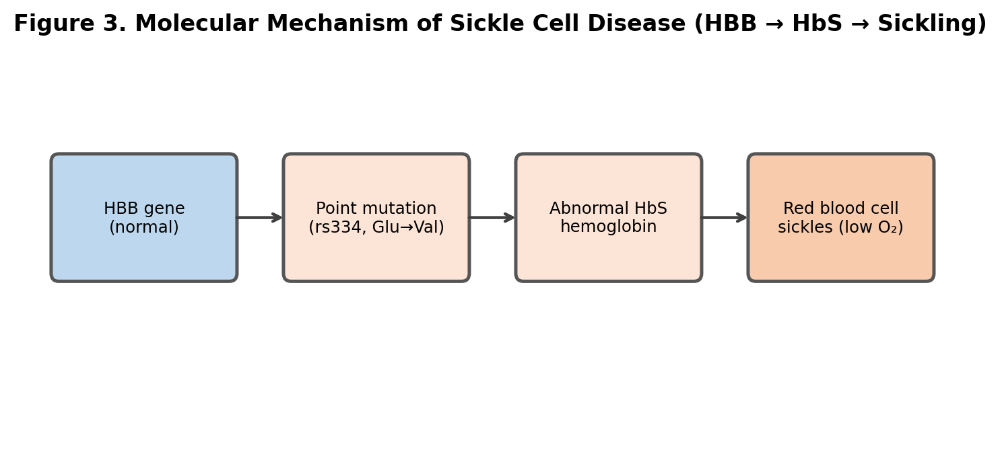 Figure 3. Molecular Mechanism of Sickle Cell Disease (HBB → HbS → Sickling)
HBB gene
(normal)
Point mutation
(rs334, Glu→Val)
Abnormal HbS
hemoglobin
Red blood cell
sickles (low O₂)